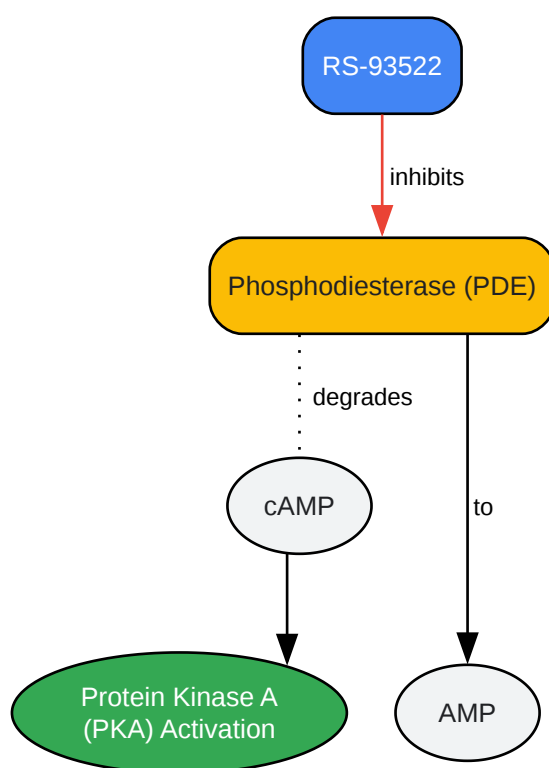 RS-93522
inhibits
Phosphodiesterase (PDE)
degrades
cAMP
to
Protein Kinase A
(PKA) Activation
AMP